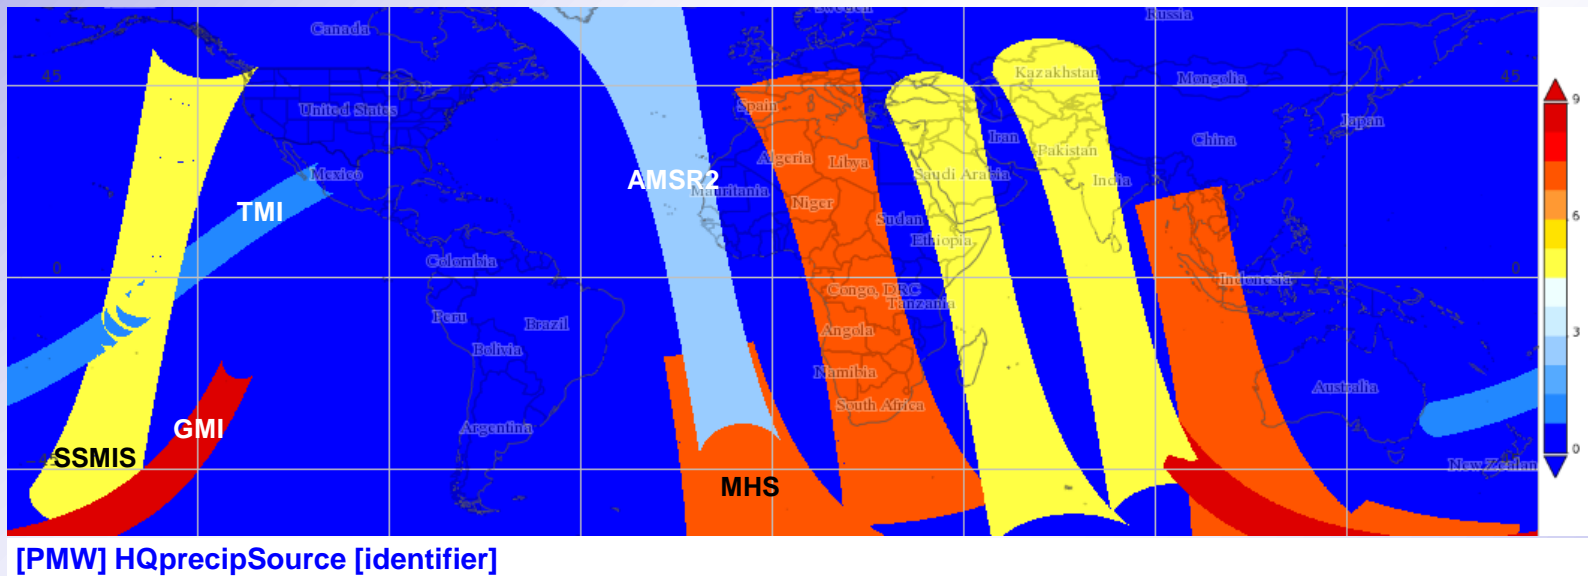 Sweden
Russia
Canada
45
Kazakhstan
45
Mongolia
9
United States
Spain
Japan
Iran
China
Algeria
Libya
Pakistan
Mexico
AMSR2
Mauritania
Saudi Arabia
India
TMI
Niger
Sudan
6
Ethiopia
0
Colombia
0
Congo, DRC
Indonesia
Tanzania
Peru
Brazil
Angola
3
Bolivia
Namibia
Australia
South Africa
GMI
Argentina
0
SSMIS
New Zealan
MHS
[PMW] HQprecipSource [identifier]